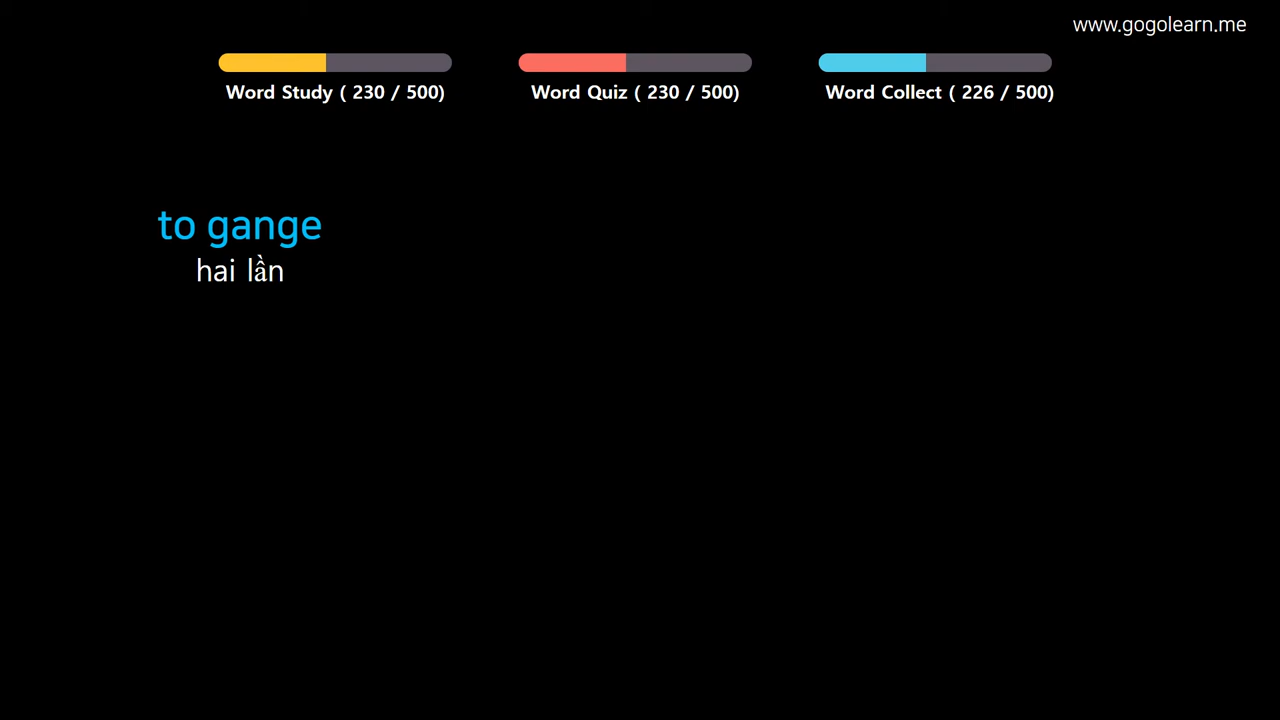 www.gogolearn.me
Word Study ( 230 / 500)
Word Quiz ( 230 / 500)
Word Collect ( 226 / 500)
to gange
hai lần